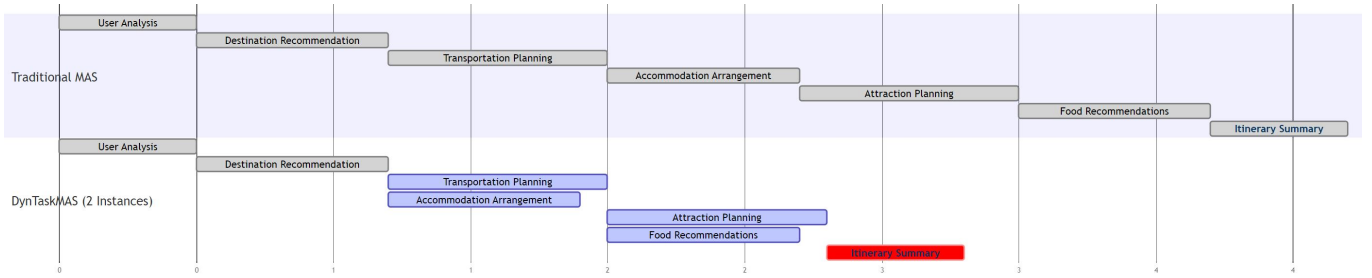 User Analysis
Destination Recommendation
Transportation Planning
Traditional MAS
Accommodation Arrangement
Attraction Planning
Food Recommendations
Itinerary Summary
User Analysis
Destination Recommendation
Transportation Planning
DynTaskMAS (2 Instances)
Accommodation Arrangement
Attraction Planning
Food Recommendations
Itinerary Summary
0 0 1 1 2 2 3 3 4 4